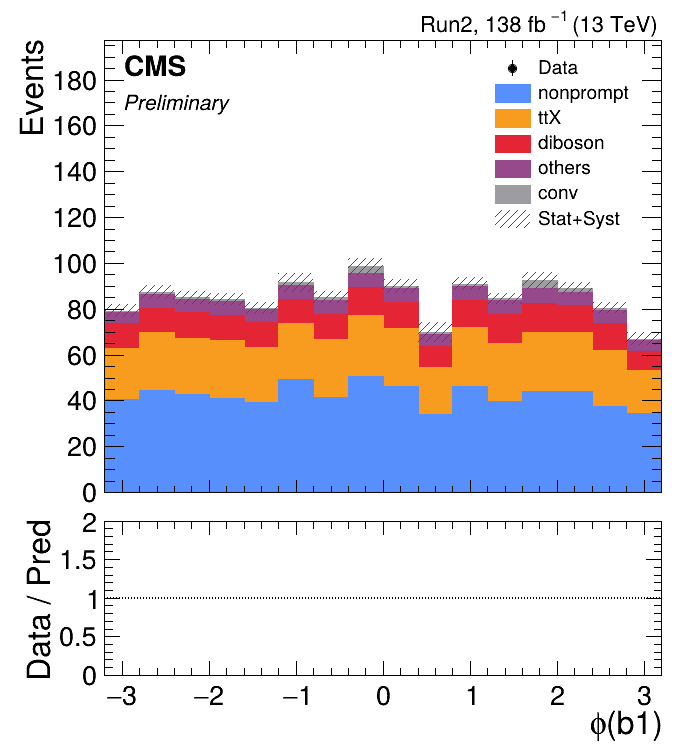 Run2, 138 fb⁻¹ (13 TeV)
CMS
Preliminary
Events
180
160
140
120
100
80
60
40
20
0
Data
nonprompt
ttX
diboson
others
conv
Stat+Syst
Data / Pred
2
1.5
1
0.5
0
−3 −2 −1 0 1 2 3
ϕ(b1)